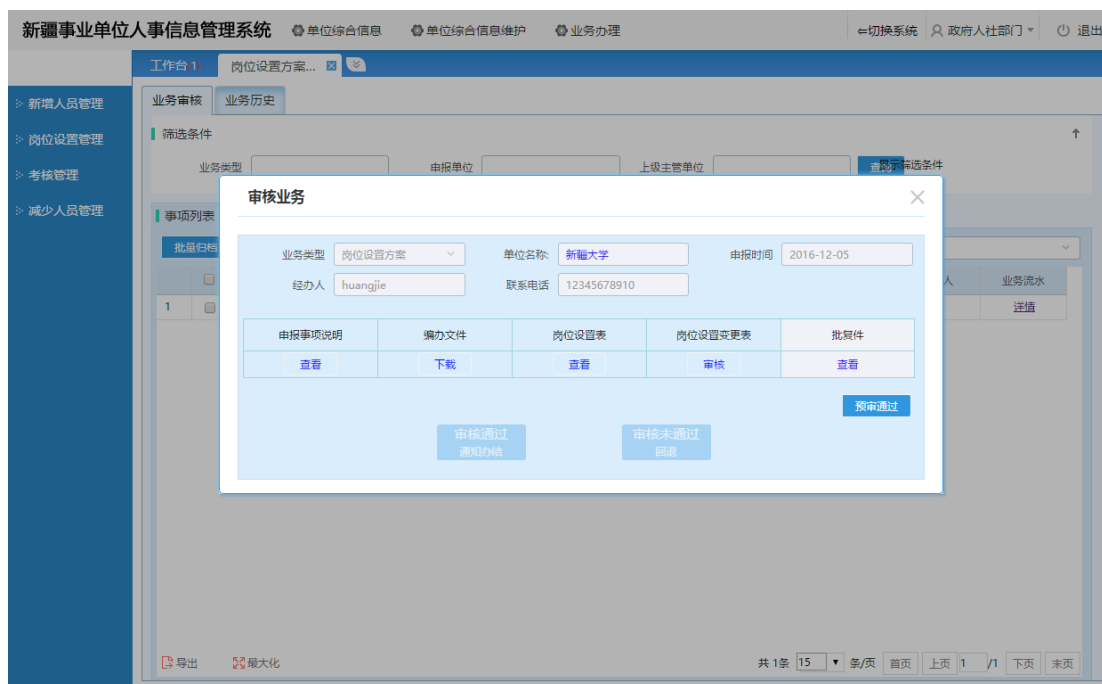 新疆事业单位人事信息管理系统 单位综合信息 单位综合信息维护 业务办理 ⇐切换系统 政府人社部门 退出
工作台(1) 岗位设置方案...
新增人员管理
岗位设置管理
考核管理
减少人员管理
业务审核 业务历史
筛选条件
业务类型 申报单位 上级主管单位 显示筛选条件
审核业务
事项列表
批量归档
业务类型 岗位设置方案 单位名称: 新疆大学 申报时间 2016-12-05
经办人 huangjie 联系电话 12345678910
人 业务流水
1 详情
申报事项说明 编办文件 岗位设置表 岗位设置变更表 批复件
查看 下载 查看 审核 查看
预审通过
审核通过 审核未通过
通知办结 回退
导出 最大化 共 1条 15 条/页 首页 上页 1 /1 下页 末页